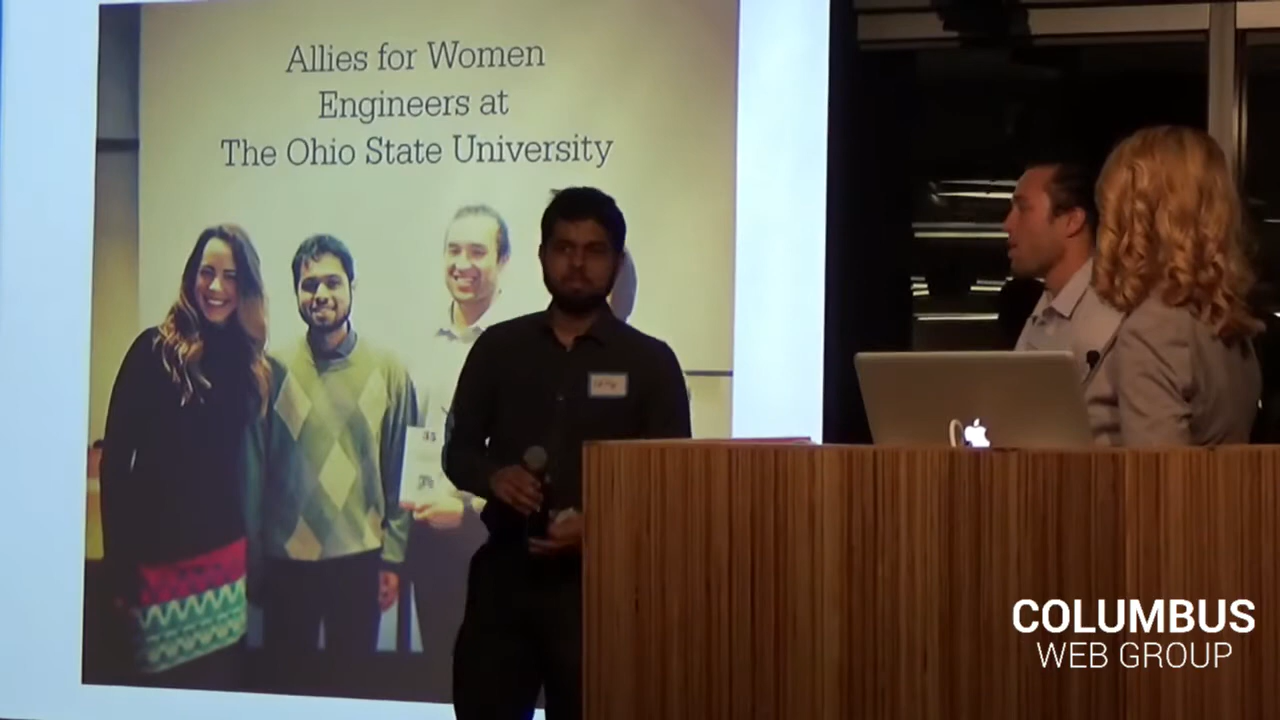 Allies for Women
Engineers at
The Ohio State University
COLUMBUS
WEB GROUP